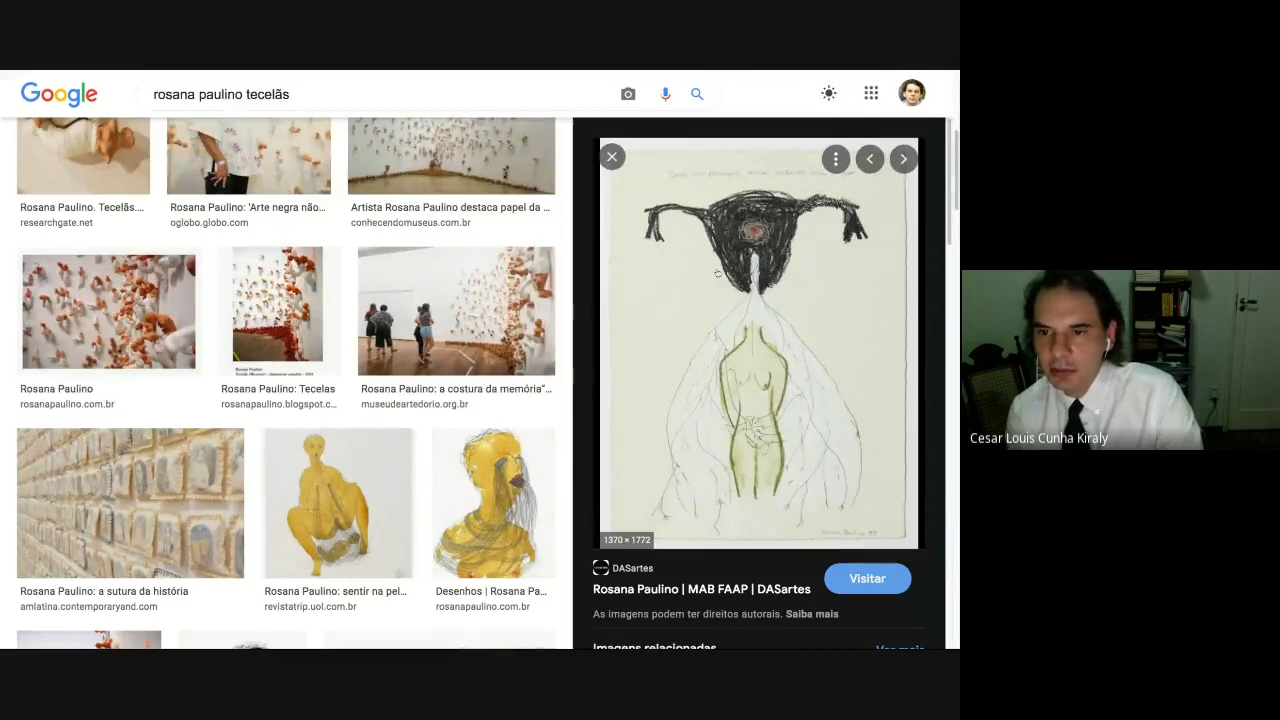 Google
rosana paulino tecelãs
Rosana Paulino. Tecelãs....
researchgate.net
Rosana Paulino: 'Arte negra não...
oglobo.globo.com
Artista Rosana Paulino destaca papel da ...
conhecendomuseus.com.br
Rosana Paulino
rosanapaulino.com.br
Rosana Paulino: Tecelas
rosanapaulino.blogspot.c...
Rosana Paulino: a costura da memória"...
museudeartedorio.org.br
Rosana Paulino: a sutura da história
amlatina.contemporaryand.com
Rosana Paulino: sentir na pel...
revistatrip.uol.com.br
Desenhos | Rosana Pa...
rosanapaulino.com.br
1370 × 1772
DASartes
Rosana Paulino | MAB FAAP | DASartes
Visitar
As imagens podem ter direitos autorais. Saiba mais
Imagens relacionadas
Ver mais
Cesar Louis Cunha Kiraly